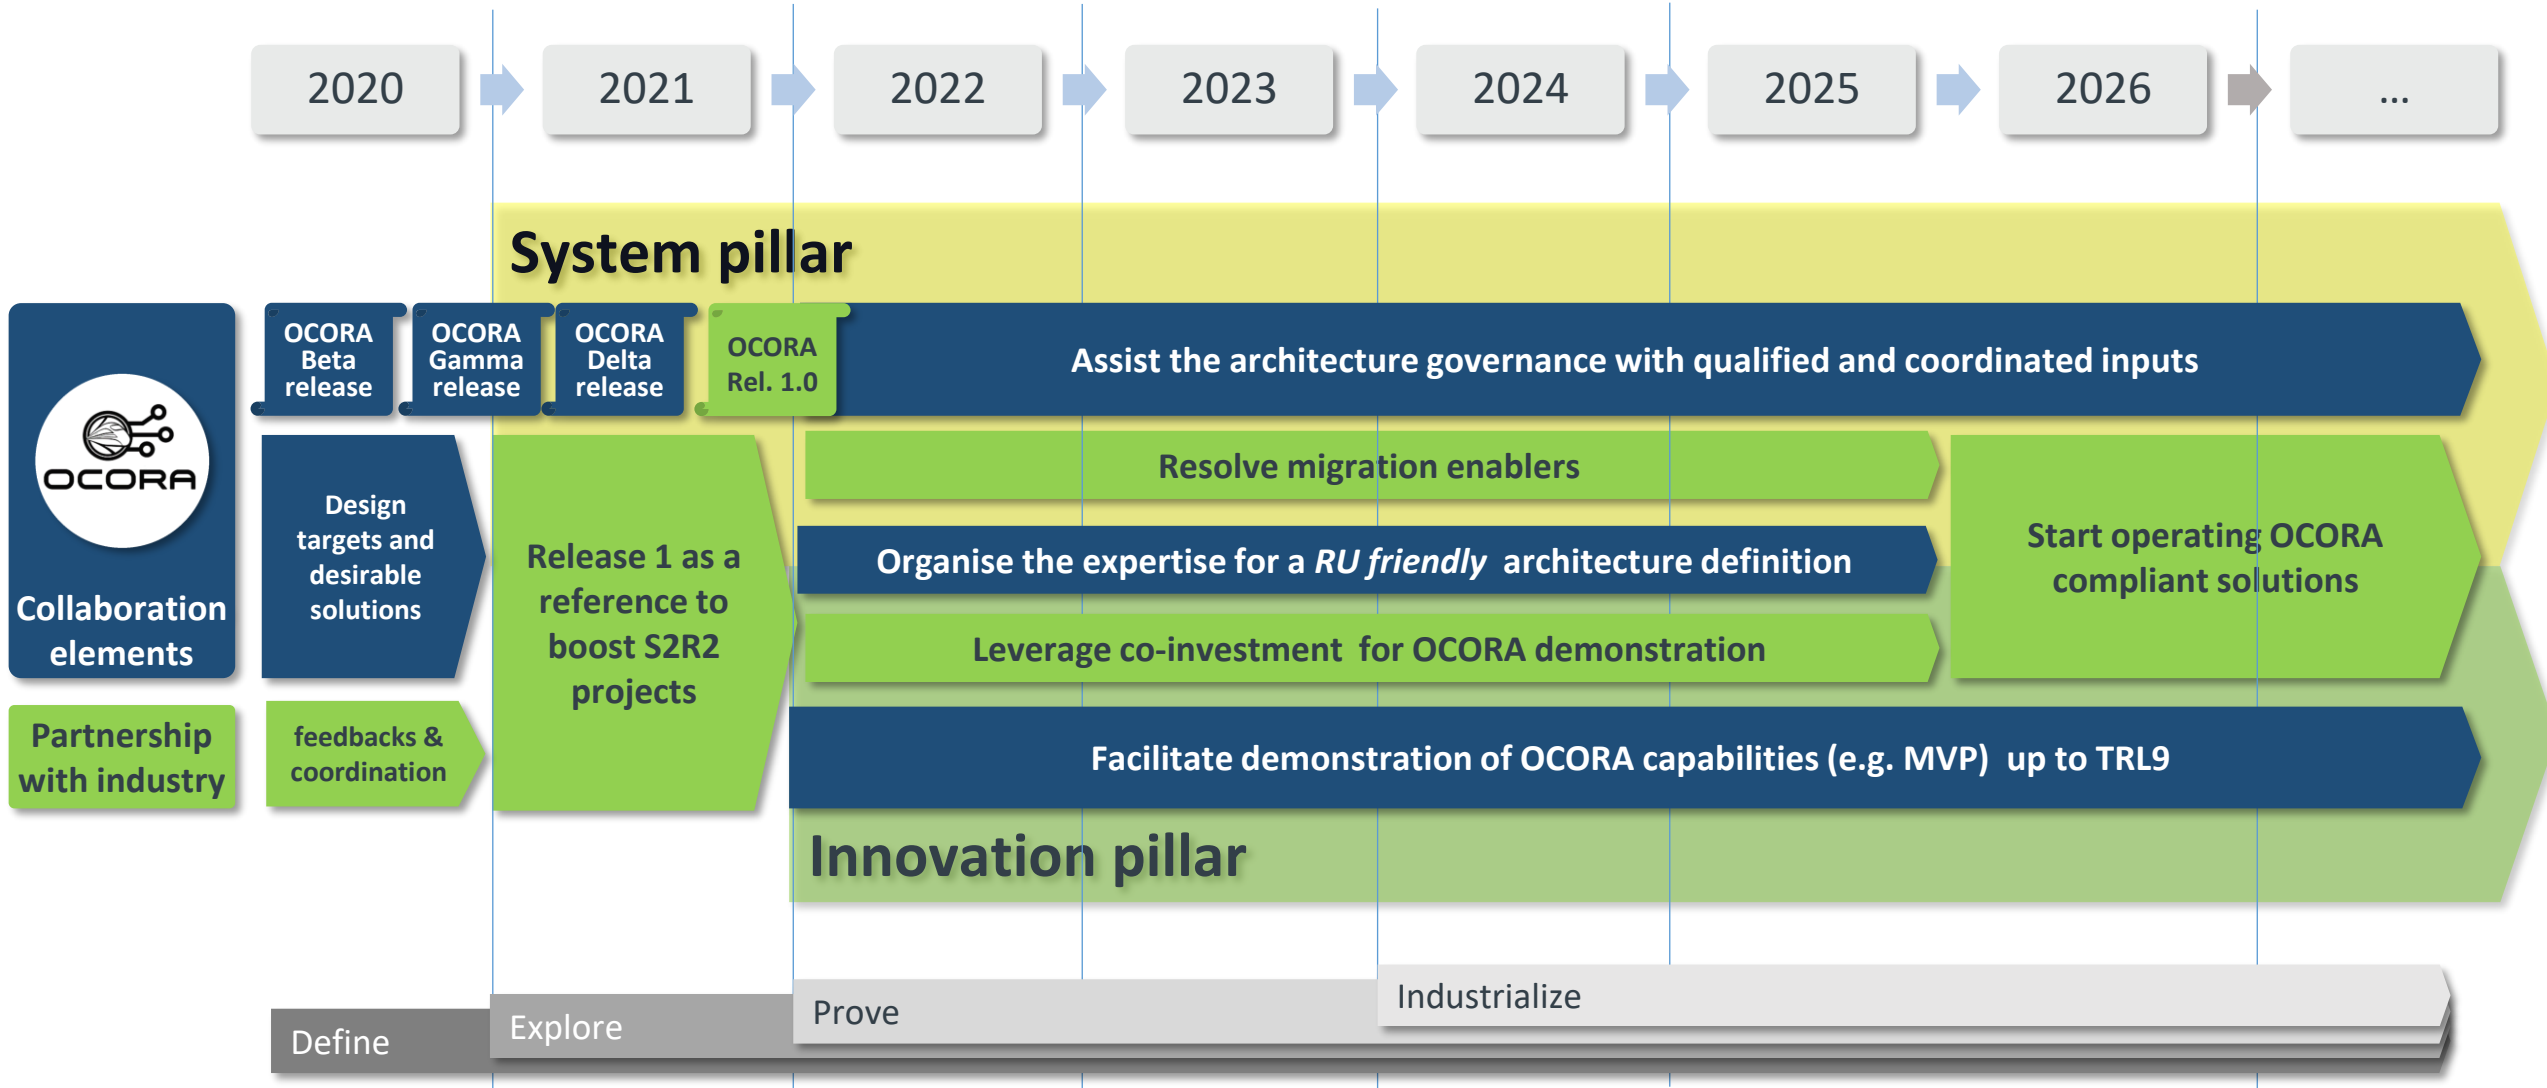 2020
2021
2022
2023
2024
2025
2026
...
System pillar
OCORA
Collaboration
elements
OCORA
Beta
release
OCORA
Gamma
release
OCORA
Delta
release
OCORA
Rel. 1.0
Assist the architecture governance with qualified and coordinated inputs
Design
targets and
desirable
solutions
Release 1 as a
reference to
boost S2R2
projects
Resolve migration enablers
Organise the expertise for a RU friendly architecture definition
Leverage co-investment for OCORA demonstration
Start operating OCORA
compliant solutions
Partnership
with industry
feedbacks &
coordination
Facilitate demonstration of OCORA capabilities (e.g. MVP) up to TRL9
Innovation pillar
Define
Explore
Prove
Industrialize